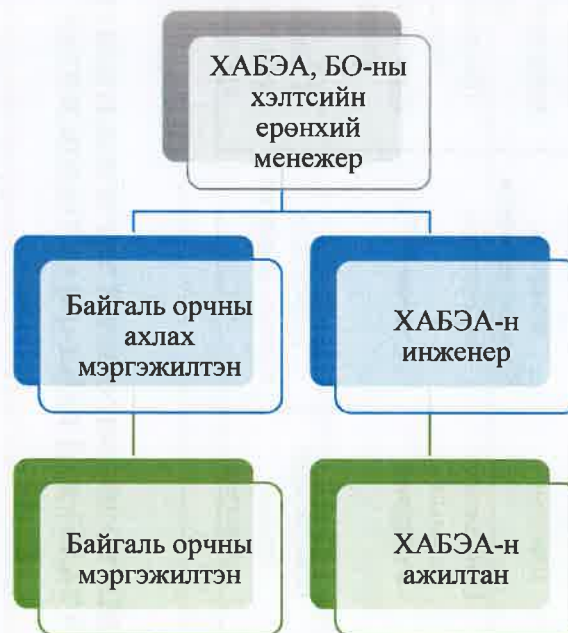 ХАБЭА, БО-ны
хэлтсийн
ерөнхий
менежер
Байгаль орчны
ахлах
мэргэжилтэн
ХАБЭА-н
инженер
Байгаль орчны
мэргэжилтэн
ХАБЭА-н
ажилтан